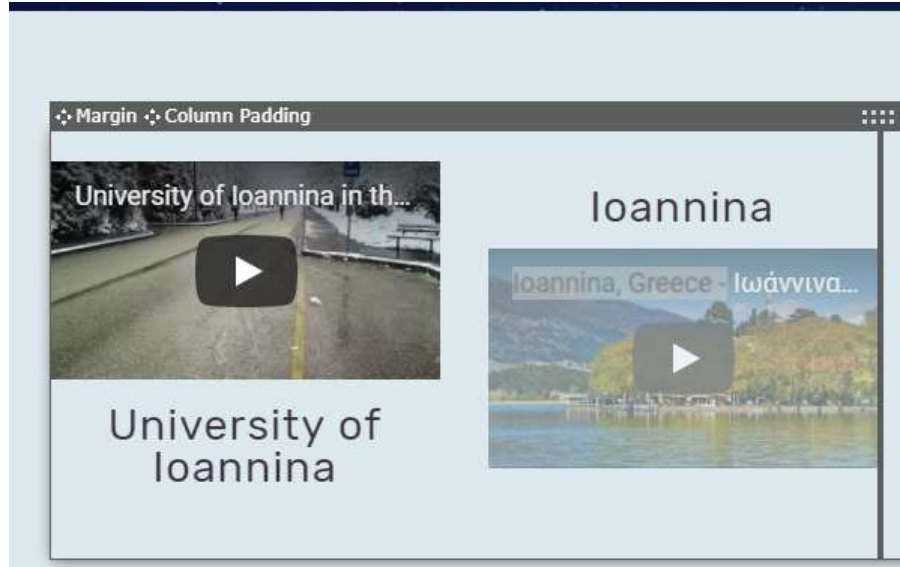 Margin Column Padding
University of Ioannina in th...
University of
Ioannina
Ioannina
Ioannina, Greece - Ιωάννινα...